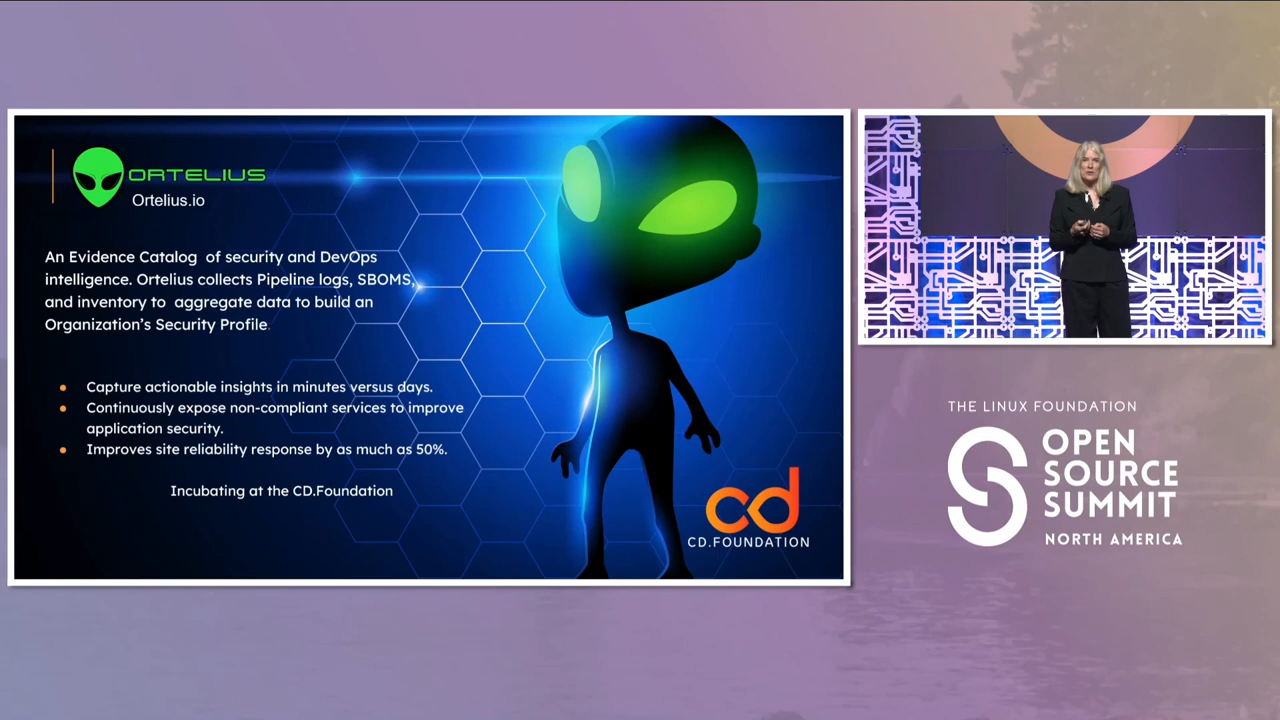 ORTELIUS
Ortelius.io
An Evidence Catalog of security and DevOps
intelligence. Ortelius collects Pipeline logs, SBOMS,
and inventory to aggregate data to build an
Organization's Security Profile.
Capture actionable insights in minutes versus days.
Continuously expose non-compliant services to improve
application security.
Improves site reliability response by as much as 50%.
Incubating at the CD.Foundation
cd
CD.FOUNDATION
THE LINUX FOUNDATION
OPEN
SOURCE
SUMMIT
NORTH AMERICA